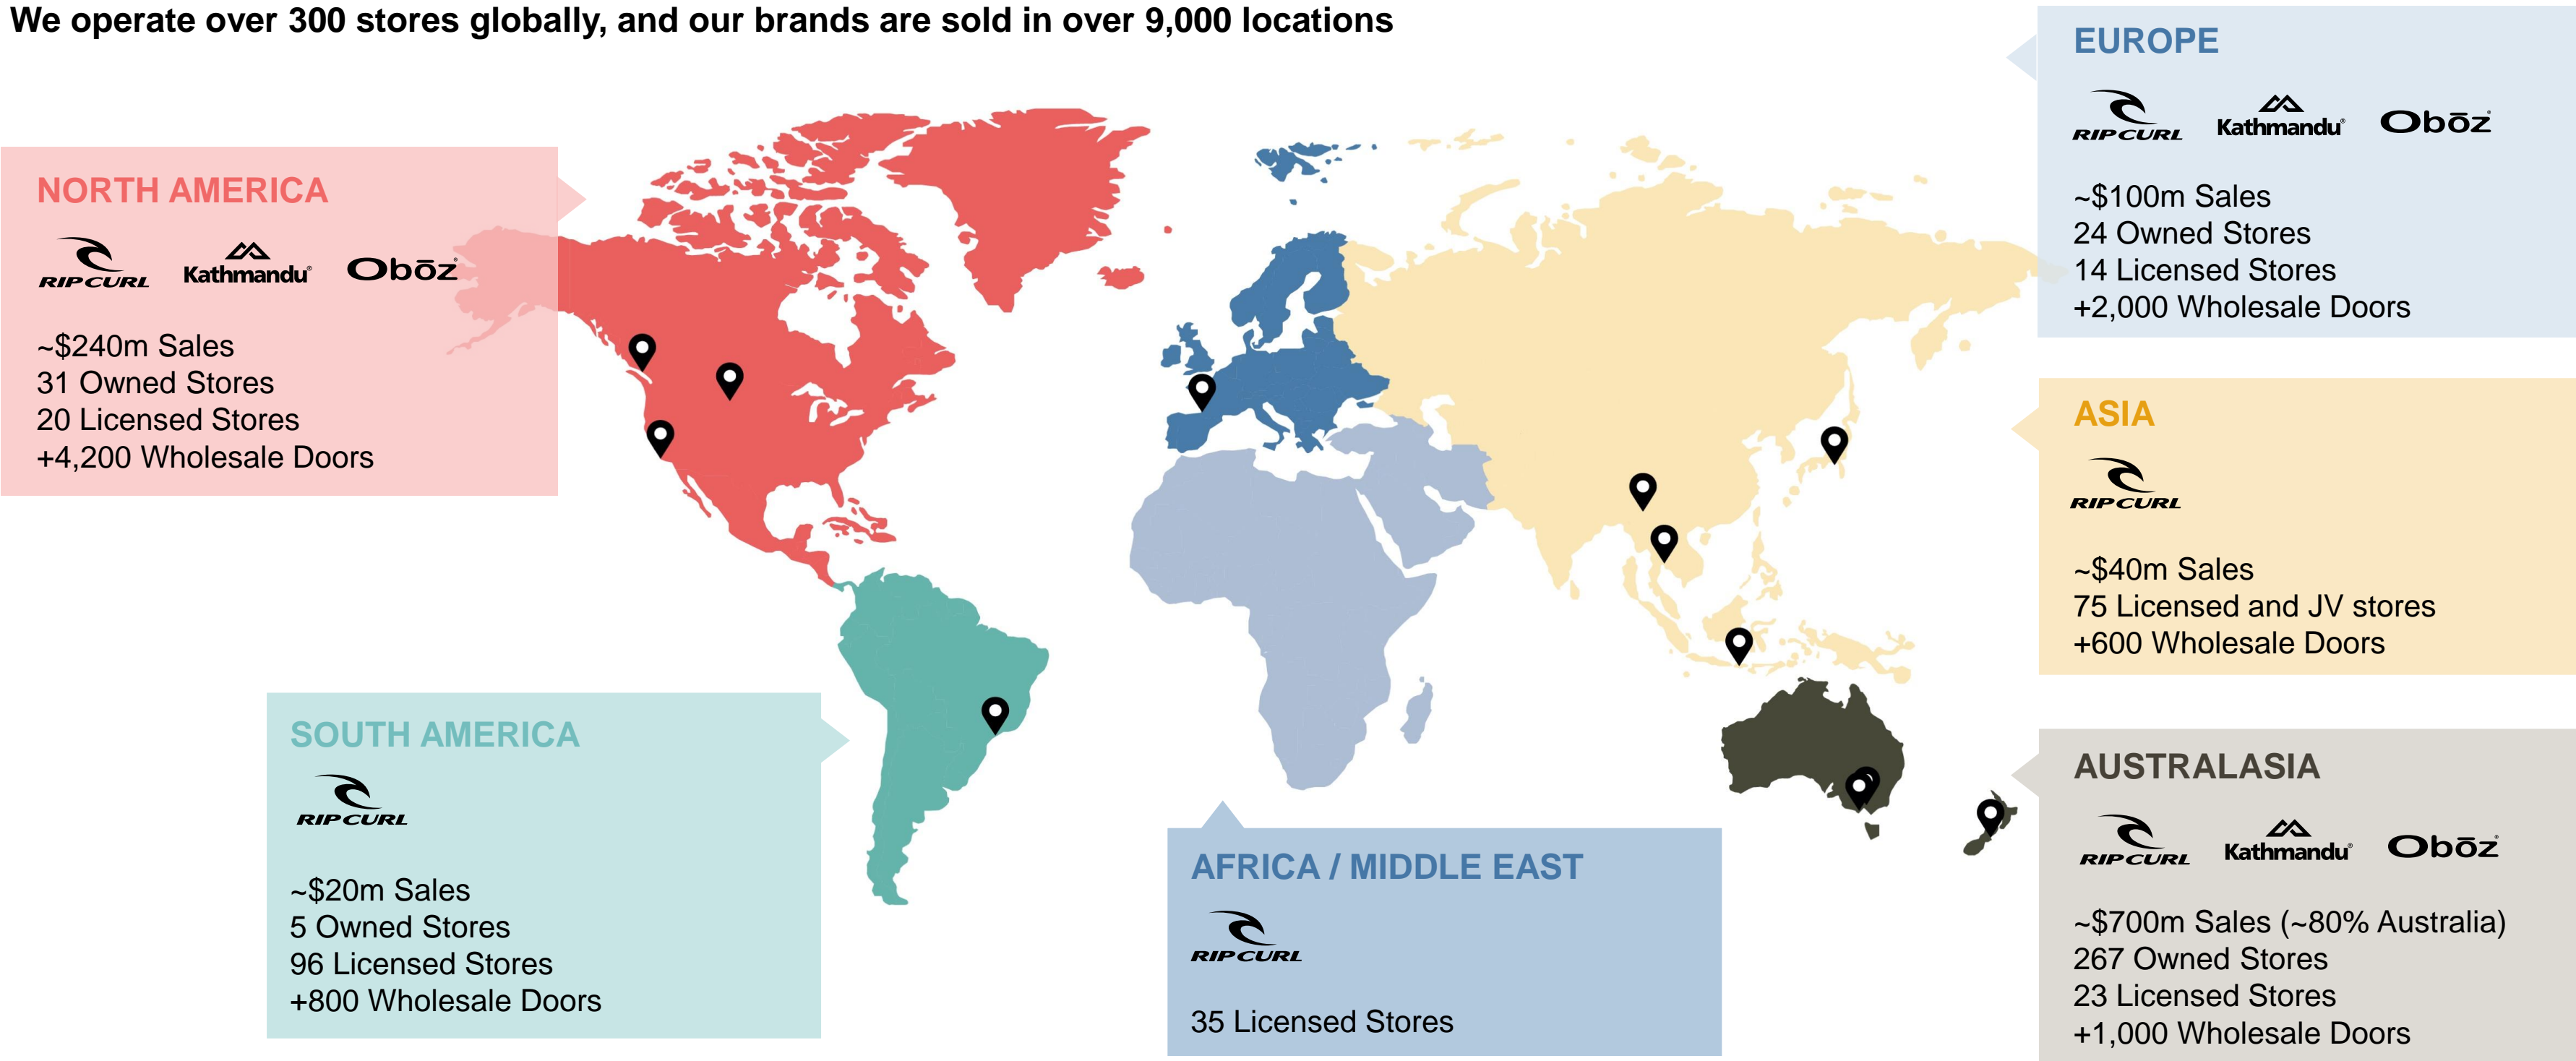 We operate over 300 stores globally, and our brands are sold in over 9,000 locations
NORTH AMERICA
RIP CURL Kathmandu® Obōz
~$240m Sales
31 Owned Stores
20 Licensed Stores
+4,200 Wholesale Doors
SOUTH AMERICA
RIP CURL
~$20m Sales
5 Owned Stores
96 Licensed Stores
+800 Wholesale Doors
AFRICA / MIDDLE EAST
RIP CURL
35 Licensed Stores
EUROPE
RIP CURL Kathmandu® Obōz
~$100m Sales
24 Owned Stores
14 Licensed Stores
+2,000 Wholesale Doors
ASIA
RIP CURL
~$40m Sales
75 Licensed and JV stores
+600 Wholesale Doors
AUSTRALASIA
RIP CURL Kathmandu® Obōz
~$700m Sales (~80% Australia)
267 Owned Stores
23 Licensed Stores
+1,000 Wholesale Doors